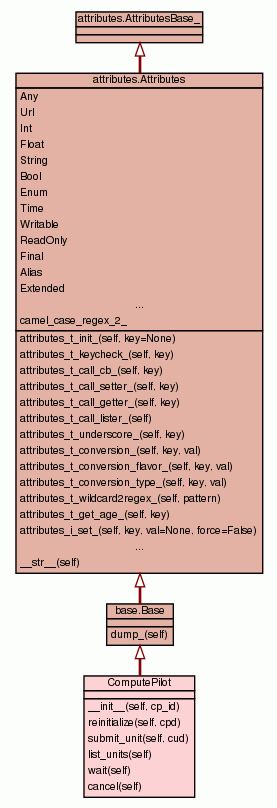 attributes.AttributesBase_
attributes.Attributes
Any
Url
Int
Float
String
Bool
Enum
Time
Writable
ReadOnly
Final
Alias
Extended
...
camel_case_regex_2_
attributes_t_init_(self, key=None)
attributes_t_keycheck_(self, key)
attributes_t_call_cb_(self, key)
attributes_t_call_setter_(self, key)
attributes_t_call_getter_(self, key)
attributes_t_call_lister_(self)
attributes_t_underscore_(self, key)
attributes_t_conversion_(self, key, val)
attributes_t_conversion_flavor_(self, key, val)
attributes_t_conversion_type_(self, key, val)
attributes_t_wildcard2regex_(self, pattern)
attributes_t_get_age_(self, key)
attributes_i_set_(self, key, val=None, force=False)
...
__str__(self)
base.Base
dump_(self)
ComputePilot
__init__(self, cp_id)
reinitialize(self, cpd)
submit_unit(self, cud)
list_units(self)
wait(self)
cancel(self)